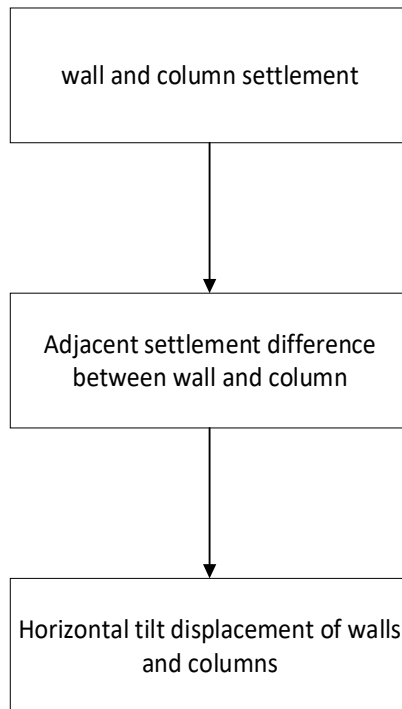 wall and column settlement
Adjacent settlement difference
between wall and column
Horizontal tilt displacement of walls
and columns